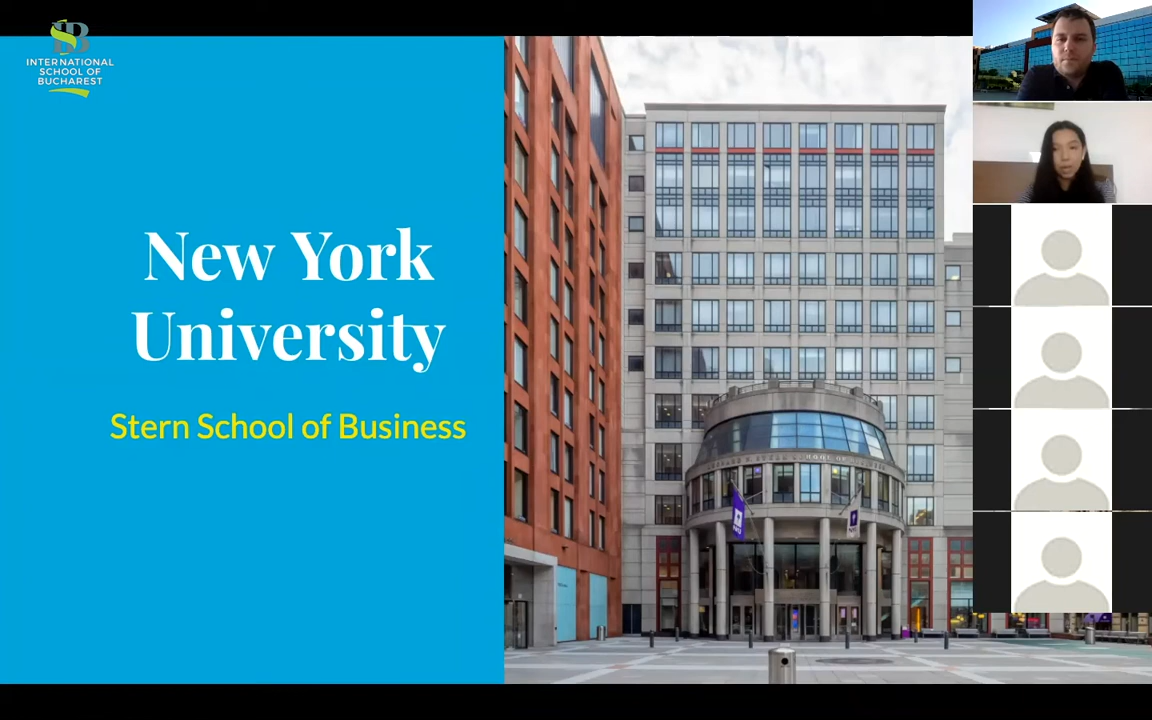 INTERNATIONAL
SCHOOL OF
BUCHAREST
New York
University
Stern School of Business